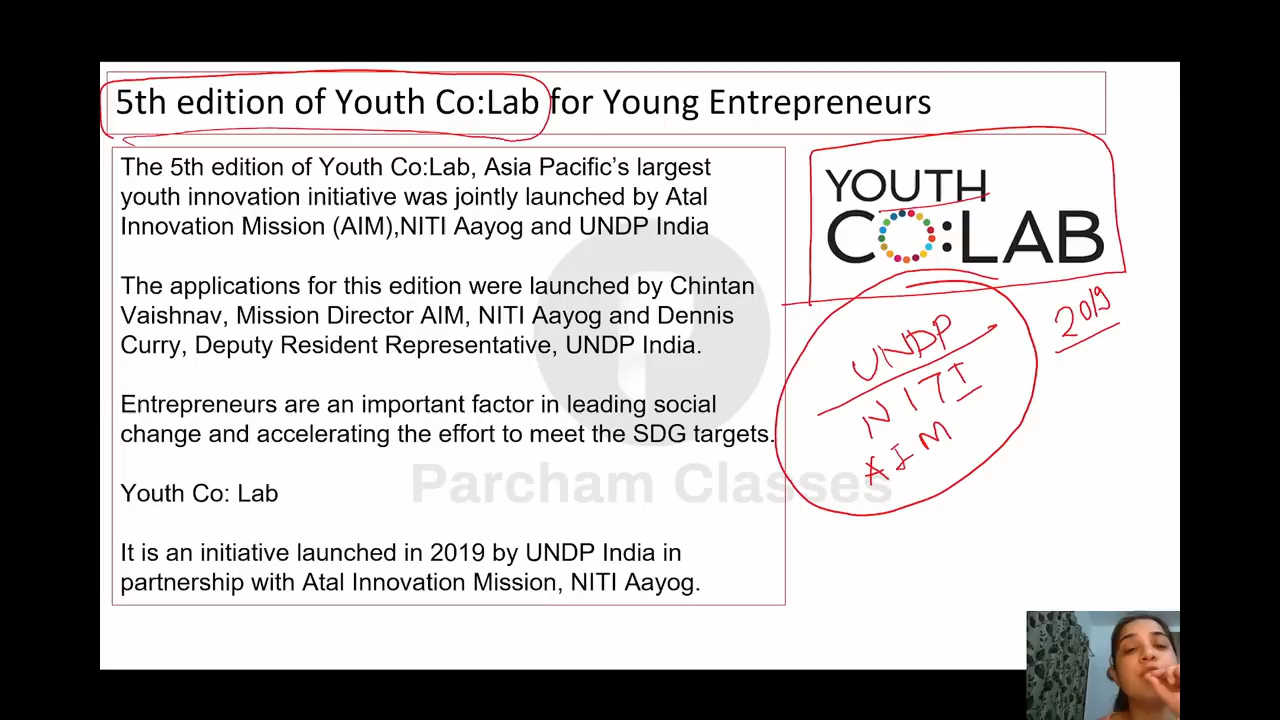 5th edition of Youth Co:Lab for Young Entrepreneurs
The 5th edition of Youth Co:Lab, Asia Pacific's largest
youth innovation initiative was jointly launched by Atal
Innovation Mission (AIM),NITI Aayog and UNDP India
The applications for this edition were launched by Chintan
Vaishnav, Mission Director AIM, NITI Aayog and Dennis
Curry, Deputy Resident Representative, UNDP India.
Entrepreneurs are an important factor in leading social
change and accelerating the effort to meet the SDG targets.
Youth Co: Lab
It is an initiative launched in 2019 by UNDP India in
partnership with Atal Innovation Mission, NITI Aayog.
YOUTH
CO:LAB
2019
UNDP
NITI
AIM
Parcham Classes